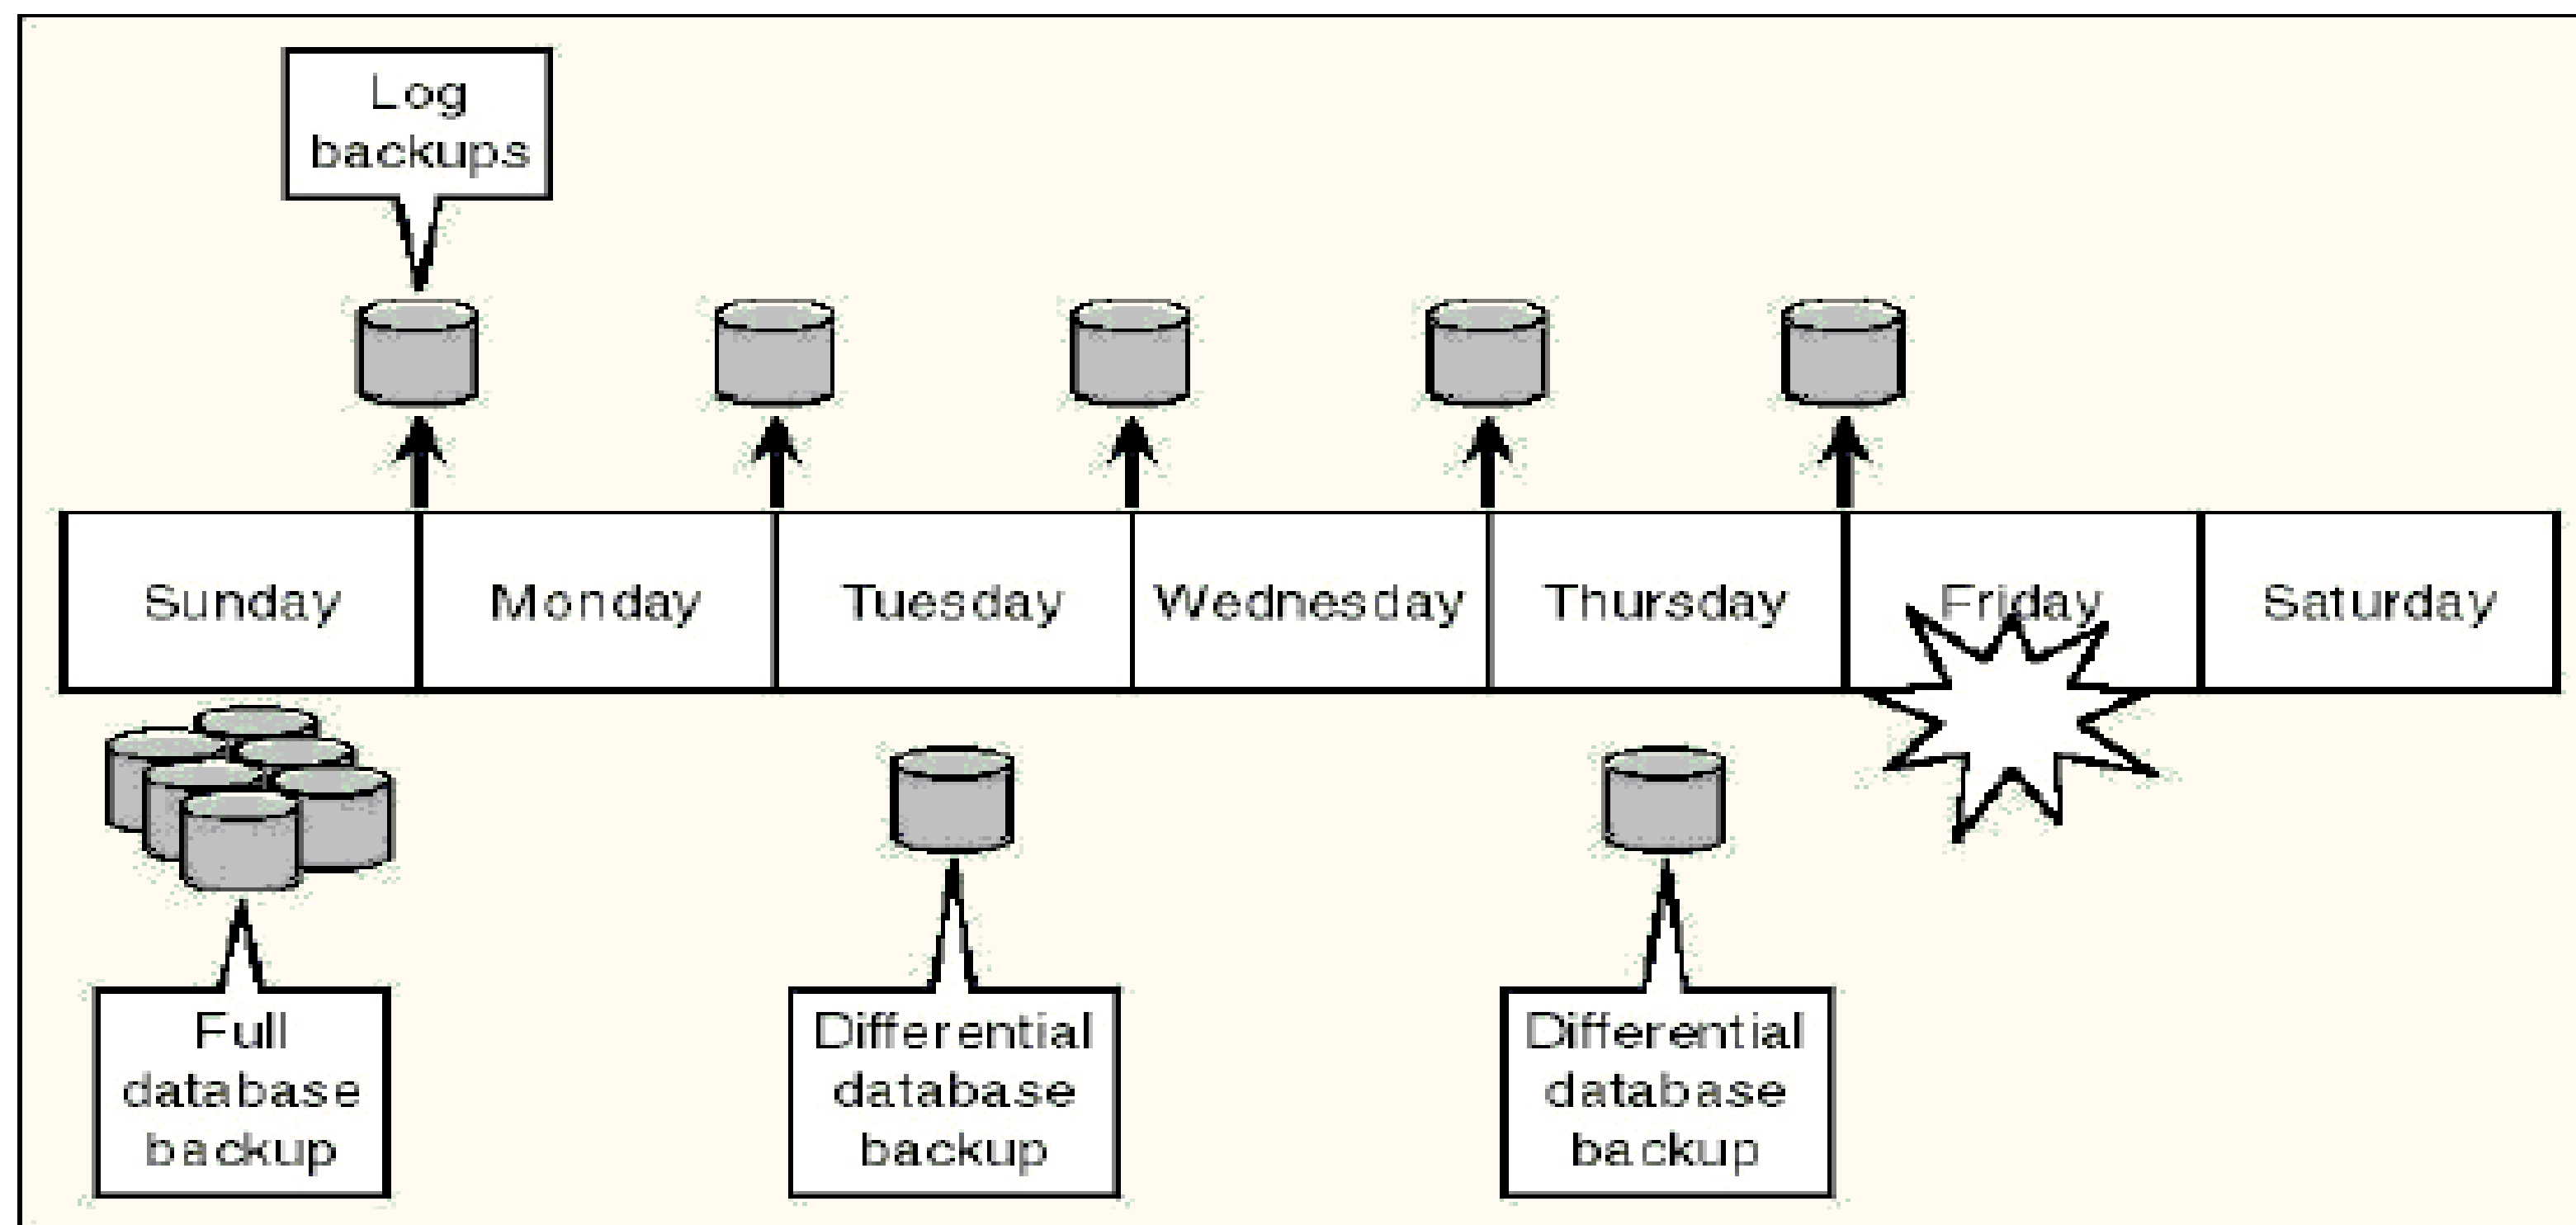 Log
backups
Sunday Monday Tuesday Wednesday Thursday Friday Saturday
Full
database
backup
Differential
database
backup
Differential
database
backup